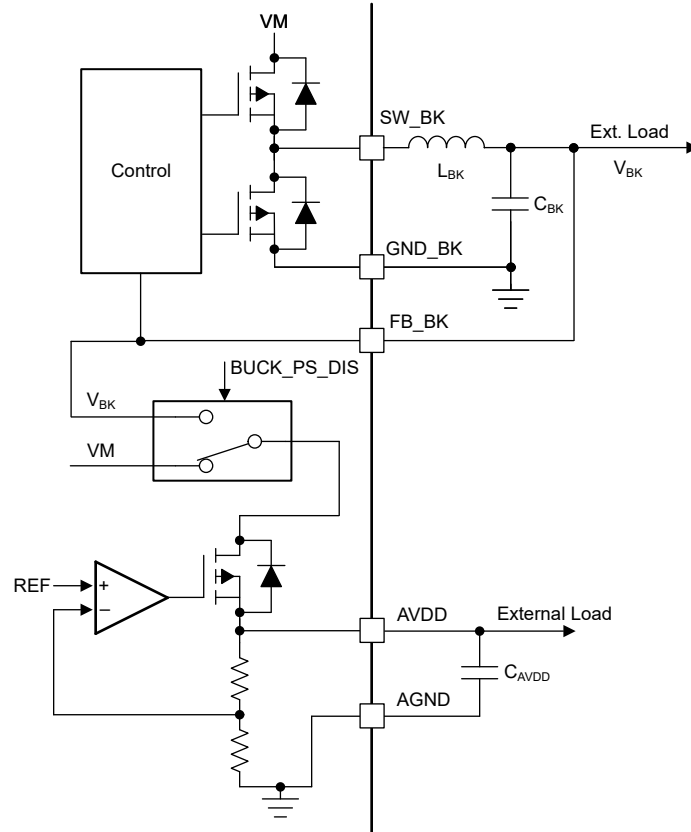 VM
Control
SW_BK
Ext. Load
L_BK
V_BK
C_BK
GND_BK
FB_BK
BUCK_PS_DIS
V_BK
VM
REF
+
–
AVDD
External Load
C_AVDD
AGND